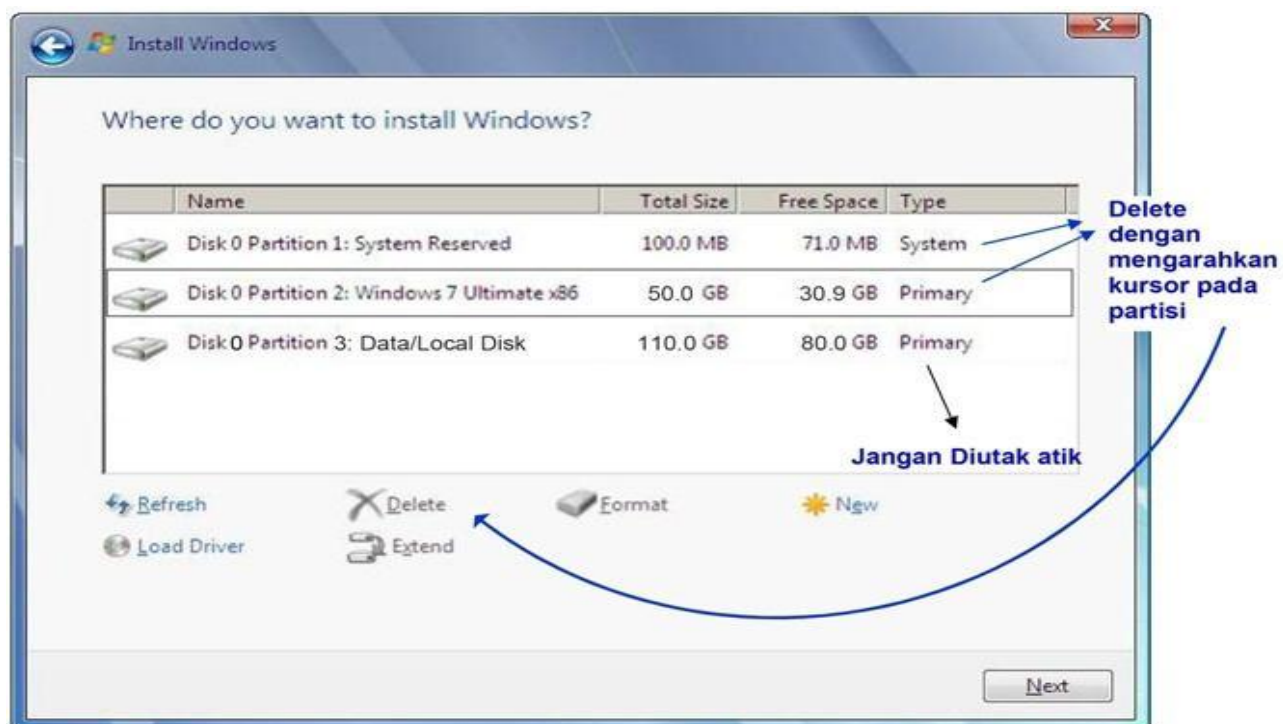 Install Windows
Where do you want to install Windows?
Name Total Size Free Space Type
Disk 0 Partition 1: System Reserved 100.0 MB 71.0 MB System
Disk 0 Partition 2: Windows 7 Ultimate x86 50.0 GB 30.9 GB Primary
Disk 0 Partition 3: Data/Local Disk 110.0 GB 80.0 GB Primary
Delete
dengan
mengarahkan
kursor pada
partisi
Jangan Diutak atik
Refresh Delete Format New
Load Driver Extend
Next